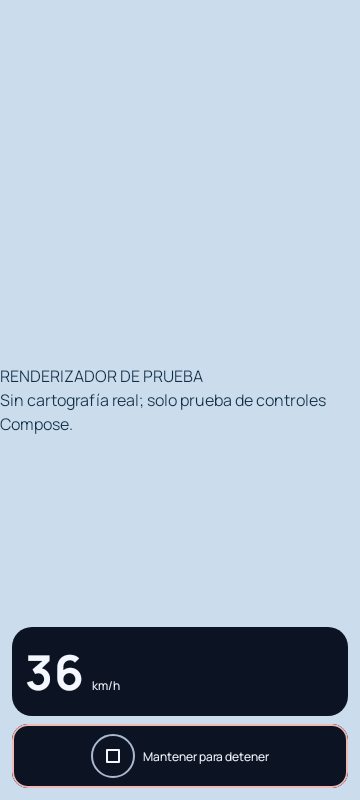 RENDERIZADOR DE PRUEBA
Sin cartografía real; solo prueba de controles
Compose.
36 km/h
Mantener para detener